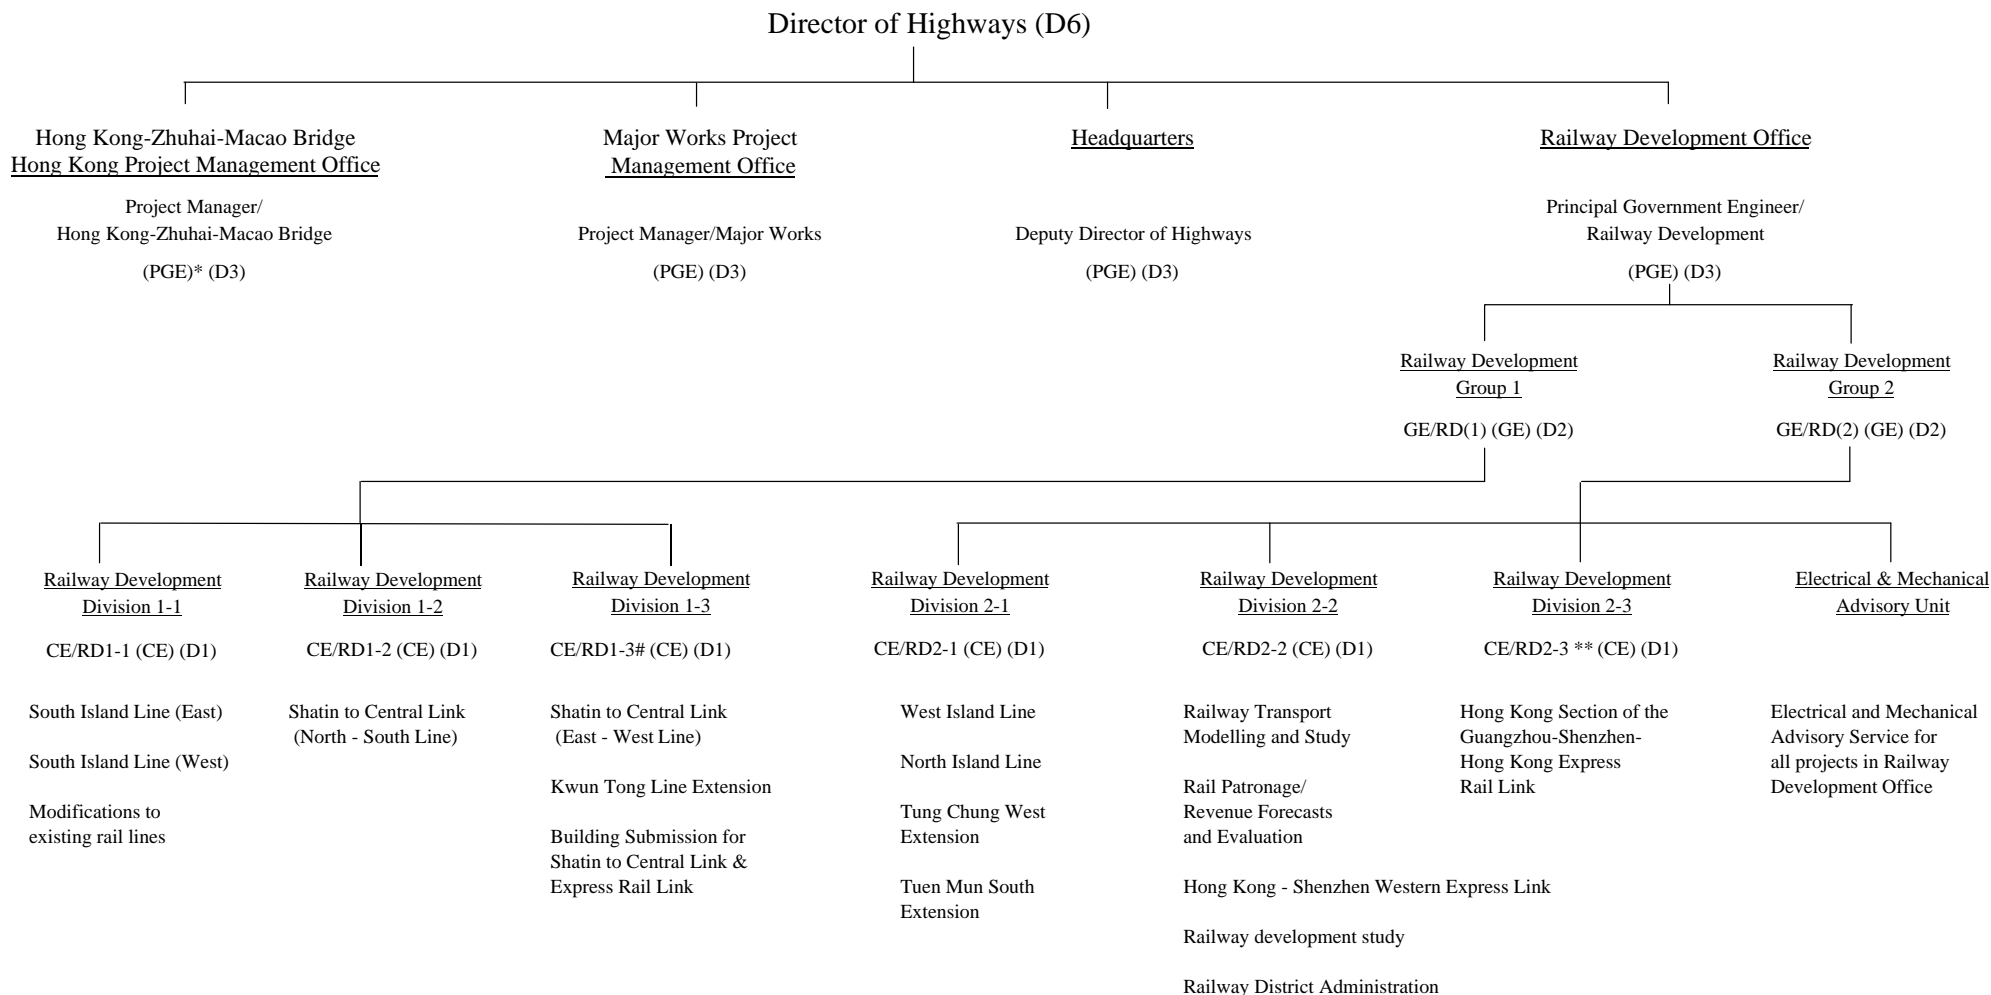 Director of Highways (D6)
Hong Kong-Zhuhai-Macao Bridge
Hong Kong Project Management Office
Project Manager/
Hong Kong-Zhuhai-Macao Bridge
(PGE)* (D3)
Major Works Project
Management Office
Project Manager/Major Works
(PGE) (D3)
Headquarters
Deputy Director of Highways
(PGE) (D3)
Railway Development Office
Principal Government Engineer/
Railway Development
(PGE) (D3)
Railway Development
Group 1
GE/RD(1) (GE) (D2)
Railway Development
Group 2
GE/RD(2) (GE) (D2)
Railway Development
Division 1-1
CE/RD1-1 (CE) (D1)
South Island Line (East)
South Island Line (West)
Modifications to
existing rail lines
Railway Development
Division 1-2
CE/RD1-2 (CE) (D1)
Shatin to Central Link
(North - South Line)
Railway Development
Division 1-3
CE/RD1-3# (CE) (D1)
Shatin to Central Link
(East - West Line)
Kwun Tong Line Extension
Building Submission for
Shatin to Central Link &
Express Rail Link
Railway Development
Division 2-1
CE/RD2-1 (CE) (D1)
West Island Line
North Island Line
Tung Chung West
Extension
Tuen Mun South
Extension
Railway Development
Division 2-2
CE/RD2-2 (CE) (D1)
Railway Transport
Modelling and Study
Rail Patronage/
Revenue Forecasts
and Evaluation
Hong Kong - Shenzhen Western Express Link
Railway development study
Railway District Administration
Railway Development
Division 2-3
CE/RD2-3 ** (CE) (D1)
Hong Kong Section of the
Guangzhou-Shenzhen-
Hong Kong Express
Rail Link
Electrical & Mechanical
Advisory Unit
Electrical and Mechanical
Advisory Service for
all projects in Railway
Development Office